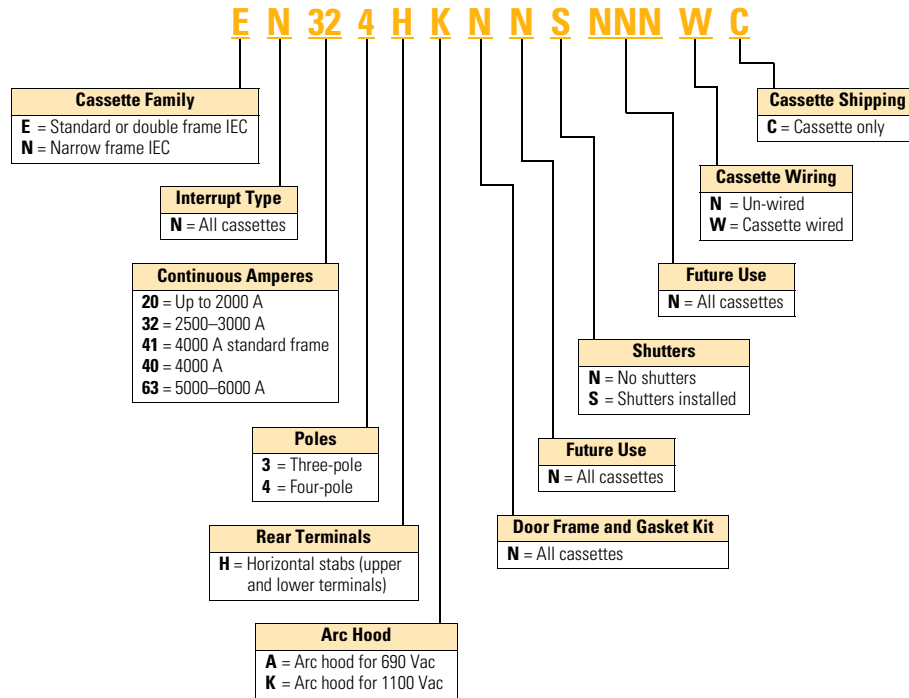 E N 32 4 H K N N S NNN W C
Cassette Family
E = Standard or double frame IEC
N = Narrow frame IEC
Cassette Shipping
C = Cassette only
Interrupt Type
N = All cassettes
Cassette Wiring
N = Un-wired
W = Cassette wired
Continuous Amperes
20 = Up to 2000 A
32 = 2500–3000 A
41 = 4000 A standard frame
40 = 4000 A
63 = 5000–6000 A
Future Use
N = All cassettes
Shutters
N = No shutters
S = Shutters installed
Poles
3 = Three-pole
4 = Four-pole
Future Use
N = All cassettes
Rear Terminals
H = Horizontal stabs (upper
and lower terminals)
Door Frame and Gasket Kit
N = All cassettes
Arc Hood
A = Arc hood for 690 Vac
K = Arc hood for 1100 Vac